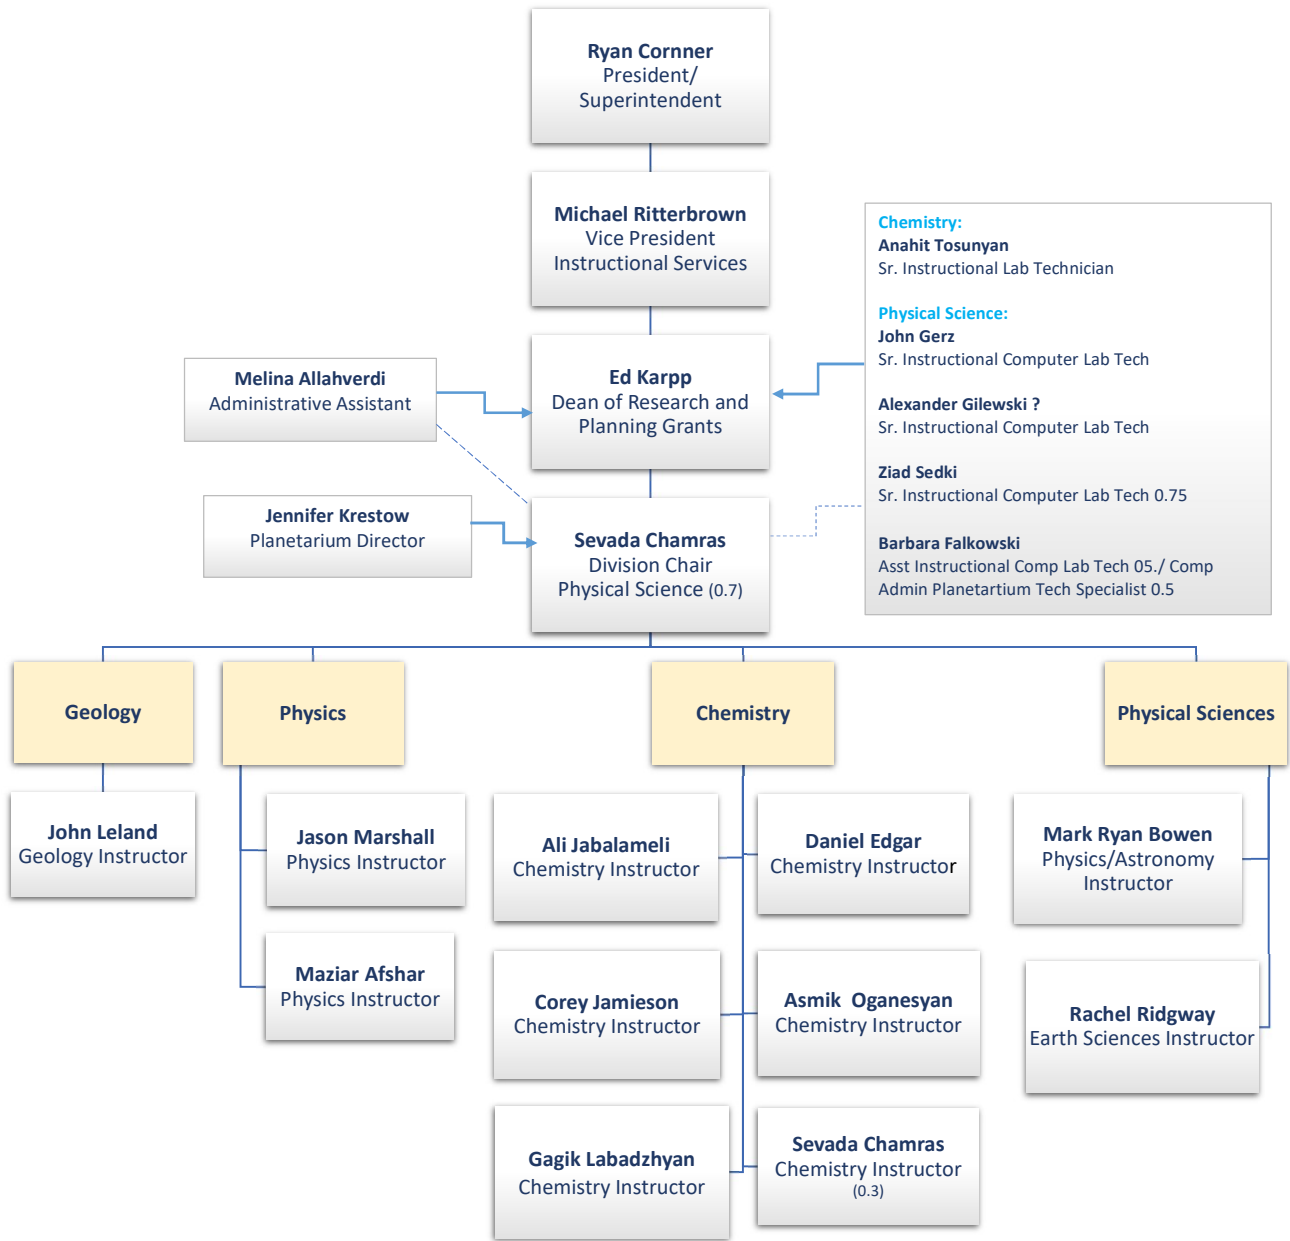 Ryan Cornner
President/
Superintendent
Michael Ritterbrown
Vice President
Instructional Services
Chemistry:
Anahit Tosunyan
Sr. Instructional Lab Technician
Physical Science:
John Gerz
Sr. Instructional Computer Lab Tech
Alexander Gilewski ?
Sr. Instructional Computer Lab Tech
Ziad Sedki
Sr. Instructional Computer Lab Tech 0.75
Barbara Falkowski
Asst Instructional Comp Lab Tech 05./ Comp
Admin Planetartium Tech Specialist 0.5
Melina Allahverdi
Administrative Assistant
Ed Karpp
Dean of Research and
Planning Grants
Jennifer Krestow
Planetarium Director
Sevada Chamras
Division Chair
Physical Science (0.7)
Geology
Physics
Chemistry
Physical Sciences
John Leland
Geology Instructor
Jason Marshall
Physics Instructor
Ali Jabalameli
Chemistry Instructor
Daniel Edgar
Chemistry Instructor
Mark Ryan Bowen
Physics/Astronomy
Instructor
Maziar Afshar
Physics Instructor
Corey Jamieson
Chemistry Instructor
Asmik  Oganesyan
Chemistry Instructor
Rachel Ridgway
Earth Sciences Instructor
Gagik Labadzhyan
Chemistry Instructor
Sevada Chamras
Chemistry Instructor
(0.3)